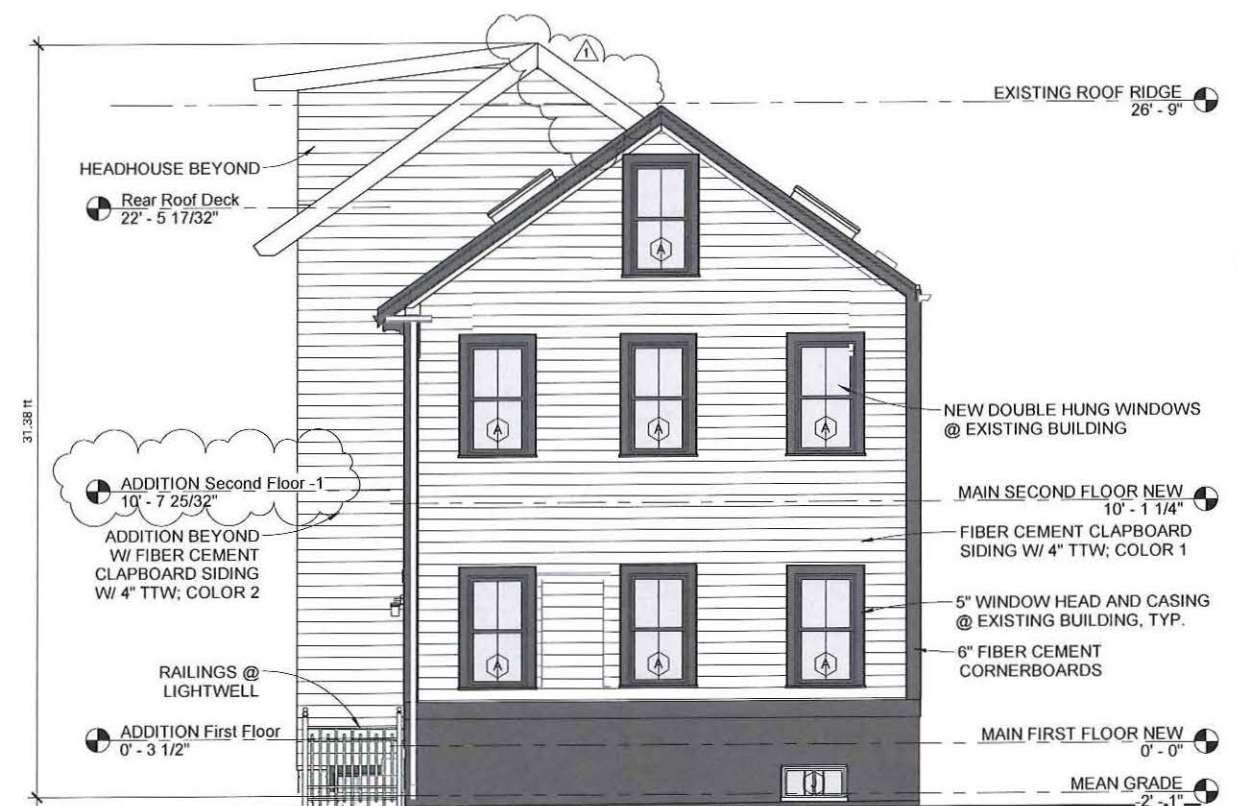 1
EXISTING ROOF RIDGE
26' - 9"
HEADHOUSE BEYOND
Rear Roof Deck
22' - 5 17/32"
A
31.38 ft
A
A
A
NEW DOUBLE HUNG WINDOWS
@ EXISTING BUILDING
ADDITION Second Floor -1
10' - 7 25/32"
MAIN SECOND FLOOR NEW
10' - 1 1/4"
ADDITION BEYOND
W/ FIBER CEMENT
CLAPBOARD SIDING
W/ 4" TTW; COLOR 2
FIBER CEMENT CLAPBOARD
SIDING W/ 4" TTW; COLOR 1
5" WINDOW HEAD AND CASING
@ EXISTING BUILDING, TYP.
A
A
A
6" FIBER CEMENT
CORNERBOARDS
RAILINGS @
LIGHTWELL
ADDITION First Floor
0' - 3 1/2"
MAIN FIRST FLOOR NEW
0' - 0"
MEAN GRADE
-2' - -1"